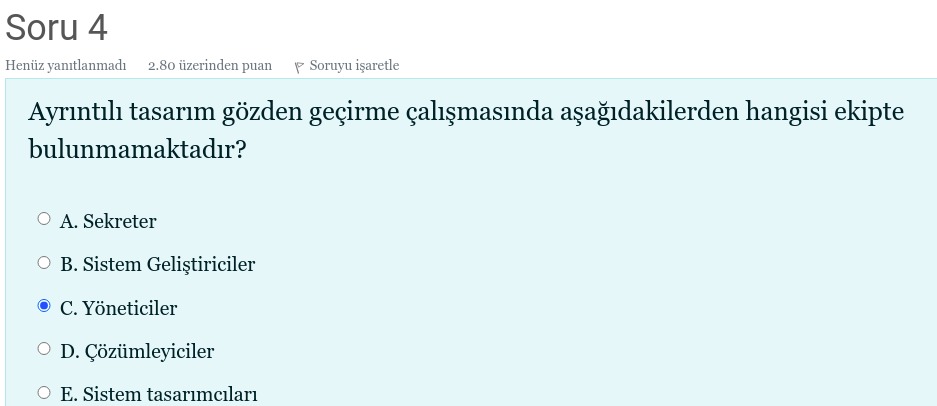 Soru 4
Henüz yanıtlanmadı 2.80 üzerinden puan Soruyu işaretle
Ayrıntılı tasarım gözden geçirme çalışmasında aşağıdakilerden hangisi ekipte
bulunmamaktadır?
A. Sekreter
B. Sistem Geliştiriciler
C. Yöneticiler
D. Çözümleyiciler
E. Sistem tasarımcıları